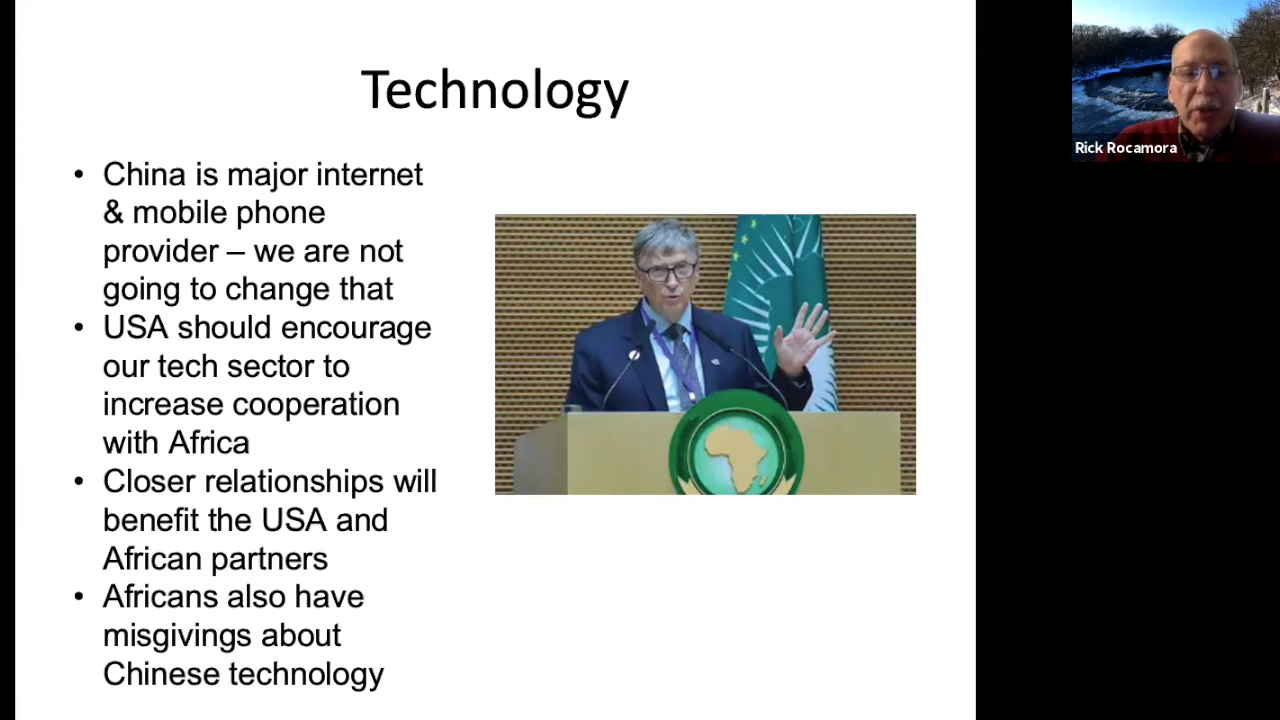 Technology
• China is major internet
& mobile phone
provider – we are not
going to change that
• USA should encourage
our tech sector to
increase cooperation
with Africa
• Closer relationships will
benefit the USA and
African partners
• Africans also have
misgivings about
Chinese technology
Rick Rocamora